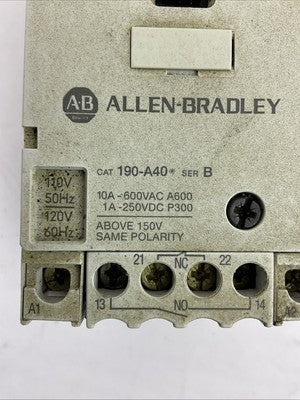 AB ALLEN-BRADLEY
CAT 190-A40* SER B
110V
50Hz
120V
60Hz
10A-600VAC A600
1A-250VDC P300
ABOVE 150V
SAME POLARITY
21 NC 22
A1 13 NO 14 A2